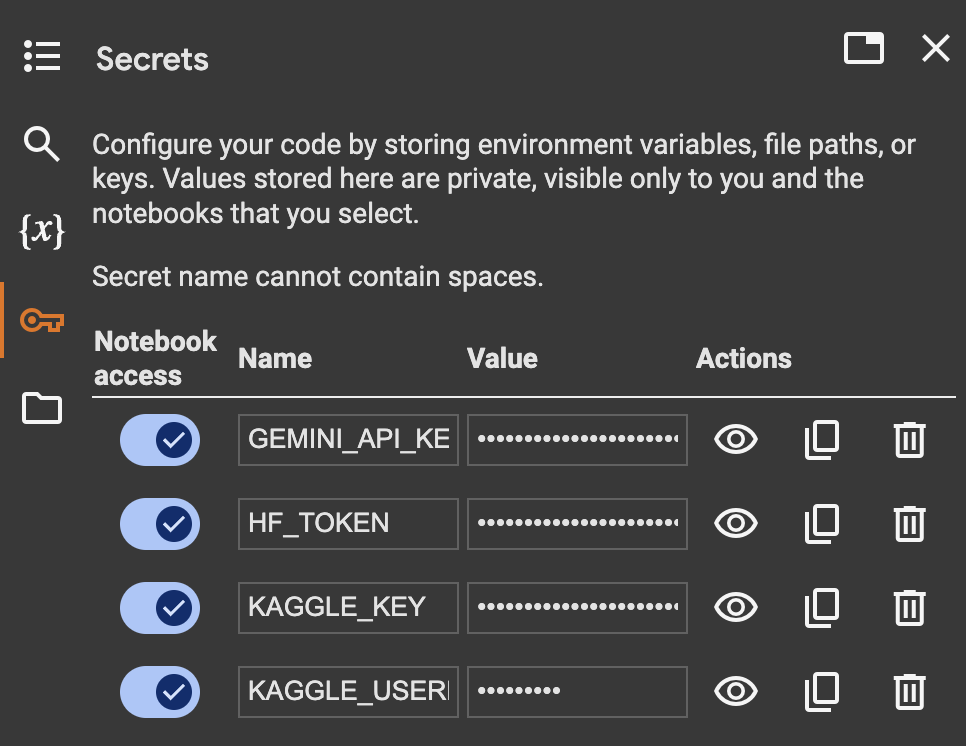 Secrets
Configure your code by storing environment variables, file paths, or
keys. Values stored here are private, visible only to you and the
notebooks that you select.
Secret name cannot contain spaces.
{x}
Notebook
access
Name Value Actions
GEMINI_API_KE
HF_TOKEN
KAGGLE_KEY
KAGGLE_USER